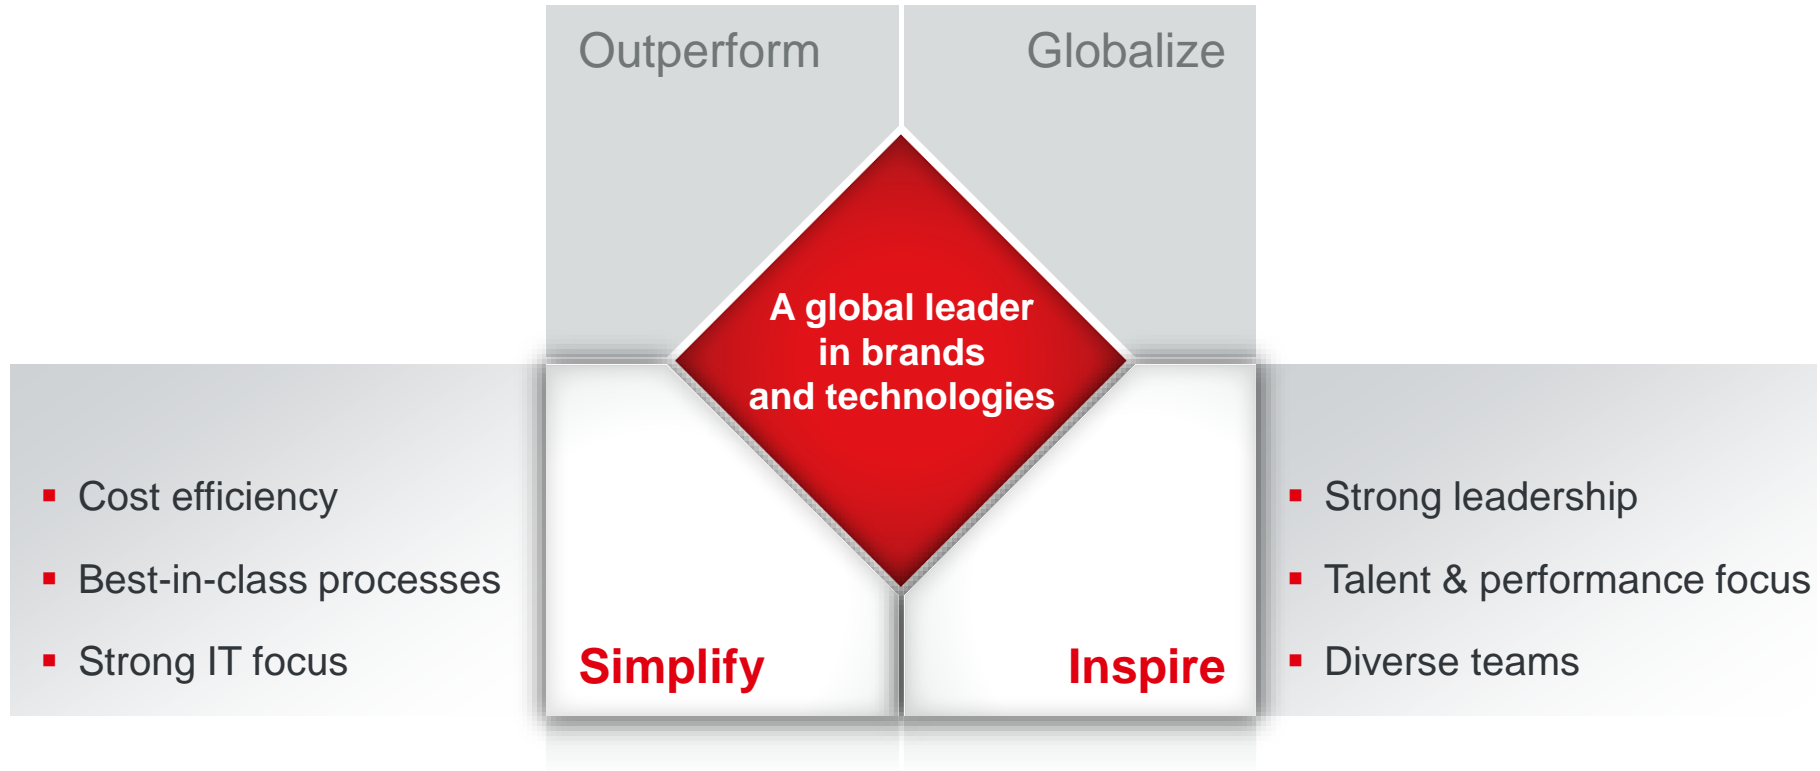 Outperform
Globalize
A global leader
in brands
and technologies
▪ Cost efficiency
▪ Best-in-class processes
▪ Strong IT focus
Simplify
Inspire
▪ Strong leadership
▪ Talent & performance focus
▪ Diverse teams